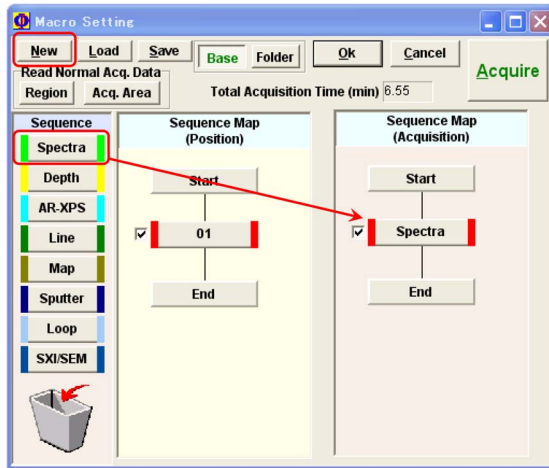 Macro Setting
New Load Save Base Folder Ok Cancel Acquire
Read Normal Acq. Data
Region Acq. Area Total Acquisition Time (min) 6.55
Sequence
Spectra
Depth
AR-XPS
Line
Map
Sputter
Loop
SXI/SEM
Sequence Map
(Position)
Start
01
End
Sequence Map
(Acquisition)
Start
Spectra
End